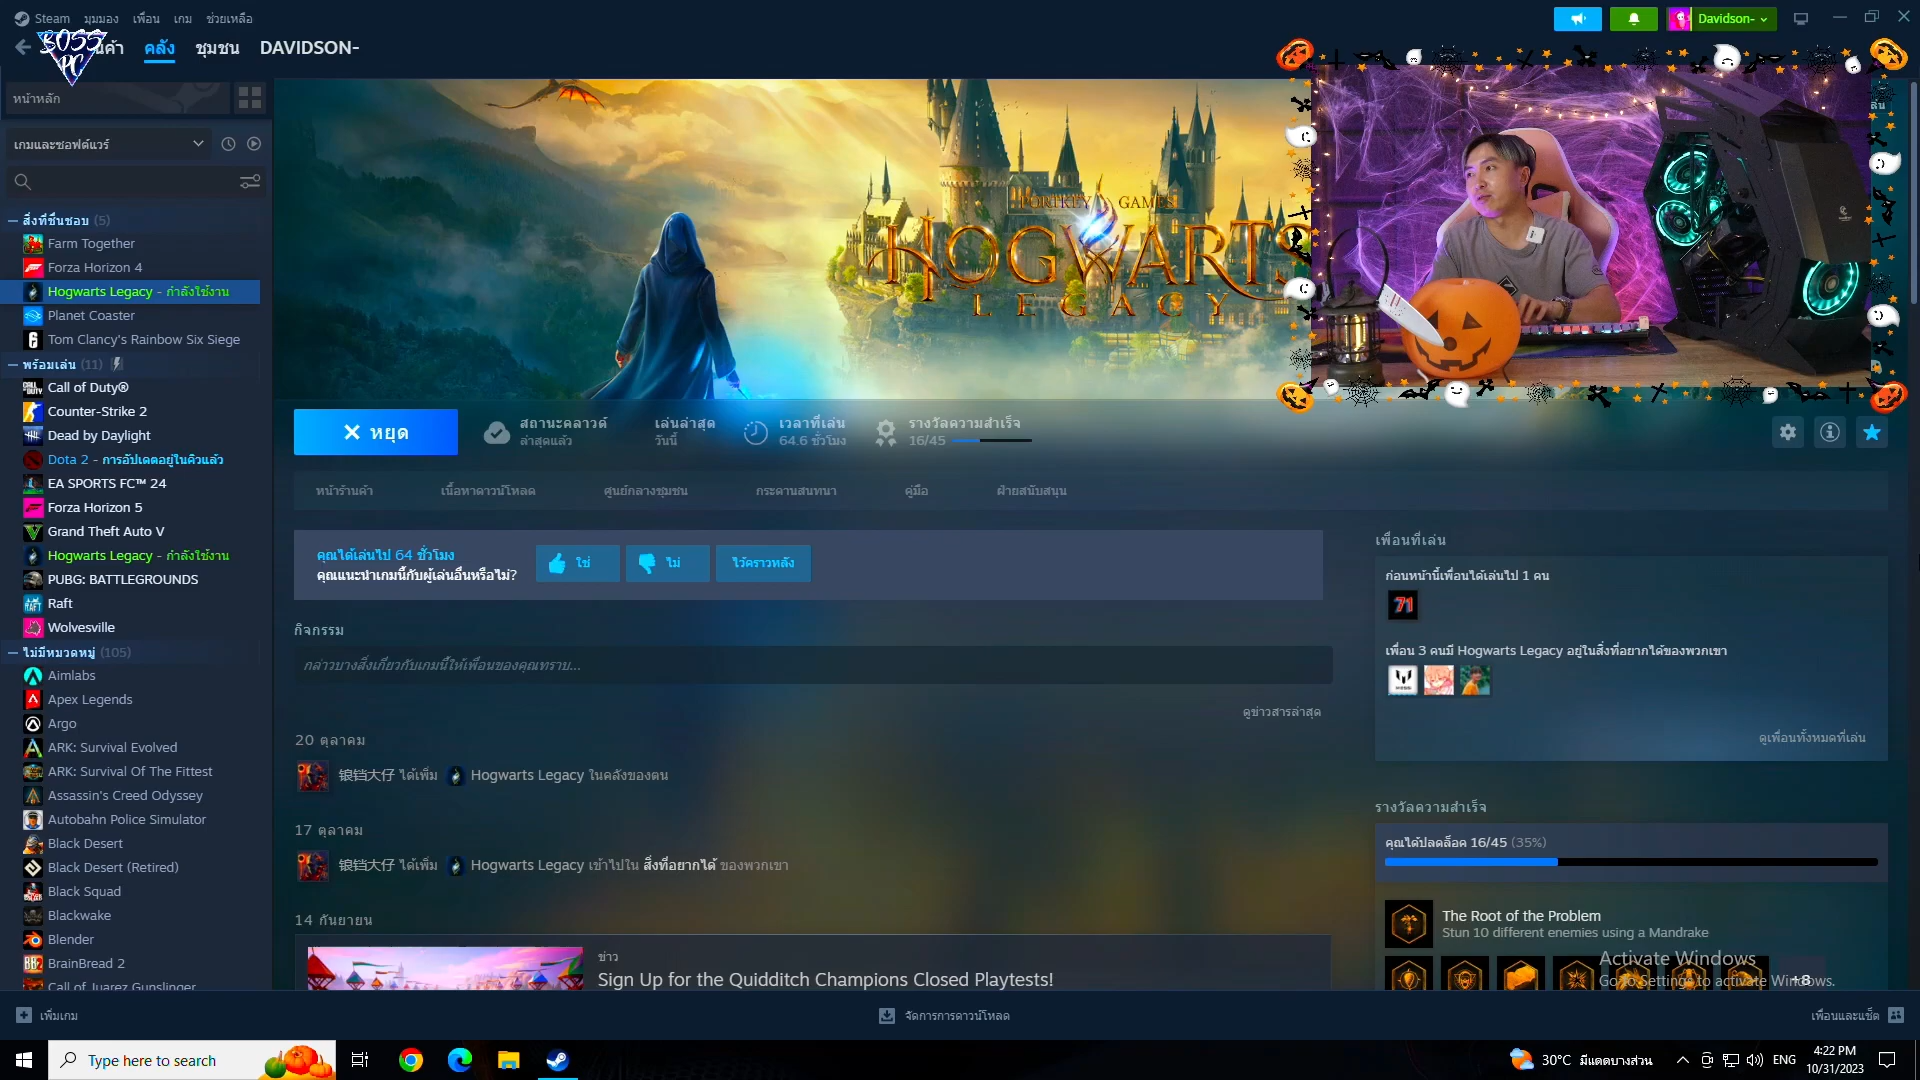 Steam มุมมอง เพื่อน เกม ช่วยเหลือ
Davidson-
BOSS PC
คลัง ชุมชน DAVIDSON-
หน้าหลัก
เกมและซอฟต์แวร์
สิ่งที่ชื่นชอบ (5)
Farm Together
Forza Horizon 4
Hogwarts Legacy - กำลังใช้งาน
Planet Coaster
Tom Clancy's Rainbow Six Siege
พร้อมเล่น (11)
Call of Duty®
Counter-Strike 2
Dead by Daylight
Dota 2 - การอัปเดตอยู่ในคิวแล้ว
EA SPORTS FC™ 24
Forza Horizon 5
Grand Theft Auto V
Hogwarts Legacy - กำลังใช้งาน
PUBG: BATTLEGROUNDS
Raft
Wolvesville
ไม่มีหมวดหมู่ (105)
Aimlabs
Apex Legends
Argo
ARK: Survival Evolved
ARK: Survival Of The Fittest
Assassin's Creed Odyssey
Autobahn Police Simulator
Black Desert
Black Desert (Retired)
Black Squad
Blackwake
Blender
BrainBread 2
Call of Juarez Gunslinger
เพิ่มเกม
PORTKEY GAMES
HOGWARTS
LEGACY
หยุด
สถานะคลาวด์
ล่าสุดแล้ว
เล่นล่าสุด
วันนี้
เวลาที่เล่น
64.6 ชั่วโมง
รางวัลความสำเร็จ
16/45
หน้าร้านค้า เนื้อหาดาวน์โหลด ศูนย์กลางชุมชน กระดานสนทนา คู่มือ ฝ่ายสนับสนุน
คุณได้เล่นไป 64 ชั่วโมง
คุณแนะนำเกมนี้กับผู้เล่นอื่นหรือไม่?
ใช่ ไม่ ไว้คราวหลัง
กิจกรรม
กล่าวบางสิ่งเกี่ยวกับเกมนี้ให้เพื่อนของคุณทราบ...
ดูข่าวสารล่าสุด
20 ตุลาคม
锒铛大仔 ได้เพิ่ม Hogwarts Legacy ในคลังของตน
17 ตุลาคม
锒铛大仔 ได้เพิ่ม Hogwarts Legacy เข้าไปใน สิ่งที่อยากได้ ของพวกเขา
14 กันยายน
ข่าว
Sign Up for the Quidditch Champions Closed Playtests!
เพื่อนที่เล่น
ก่อนหน้านี้เพื่อนได้เล่นไป 1 คน
71
เพื่อน 3 คนมี Hogwarts Legacy อยู่ในสิ่งที่อยากได้ของพวกเขา
ดูเพื่อนทั้งหมดที่เล่น
รางวัลความสำเร็จ
คุณได้ปลดล็อค 16/45 (35%)
The Root of the Problem
Stun 10 different enemies using a Mandrake
+8
Activate Windows
Go to Settings to activate Windows.
จัดการการดาวน์โหลด
เพื่อนและแช็ต
Type here to search
30°C มีแดดบางส่วน
ENG
4:22 PM
10/31/2023